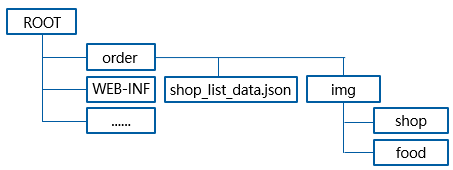 ROOT
order
WEB-INF
shop_list_data.json
img
......
shop
food